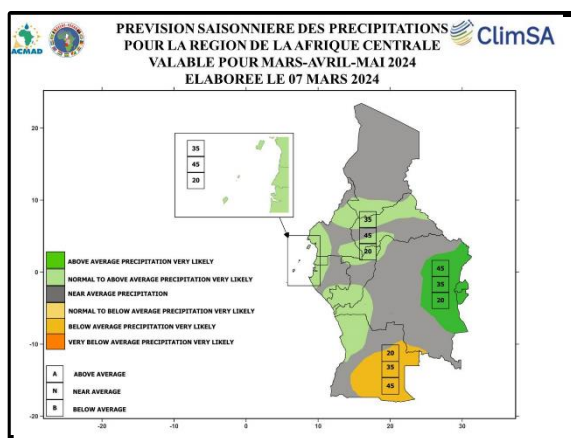 PREVISION SAISONNIERE DES PRECIPITATIONS
POUR LA REGION DE LA AFRIQUE CENTRALE
VALABLE POUR MARS-AVRIL-MAI 2024
ELABOREE LE 07 MARS 2024
ACMAD
ClimSA
20
10
0
-10
-20
35
45
20
35
45
20
45
35
20
20
35
45
ABOVE AVERAGE PRECIPITATION VERY LIKELY
NORMAL TO ABOVE AVERAGE PRECIPITATION VERY LIKELY
NEAR AVERAGE PRECIPITATION
NORMAL TO BELOW AVERAGE PRECIPITATION VERY LIKELY
BELOW AVERAGE PRECIPITATION VERY LIKELY
VERY BELOW AVERAGE PRECIPITATION VERY LIKELY
A ABOVE AVERAGE
N NEAR AVERAGE
B BELOW AVERAGE
-20 -10 0 10 20 30